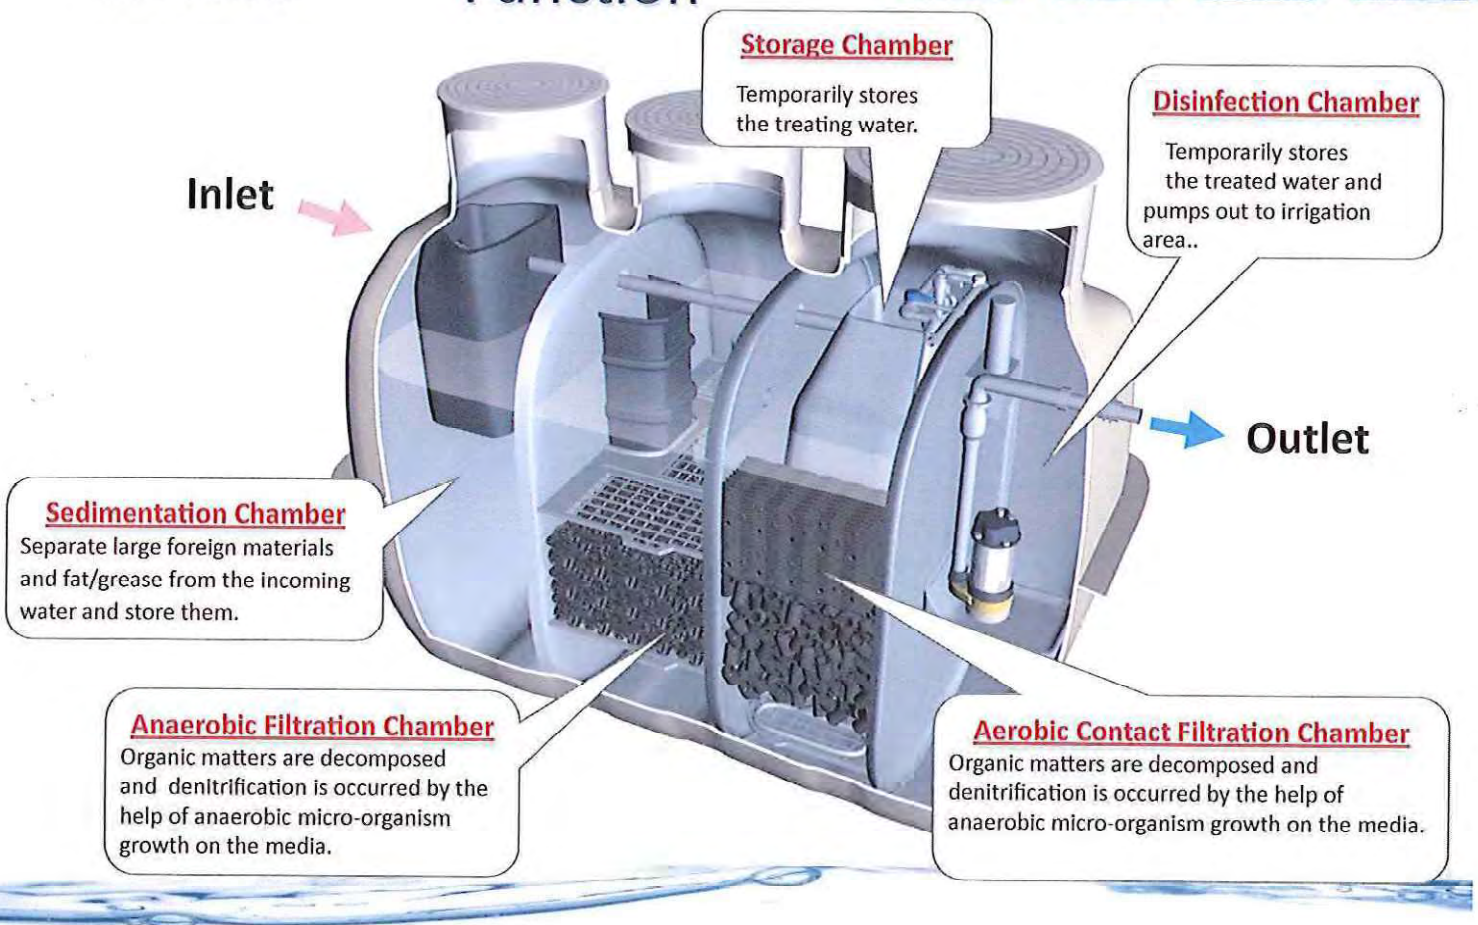 Function
Storage Chamber
Temporarily stores
the treating water.
Disinfection Chamber
Temporarily stores
the treated water and
pumps out to irrigation
area..
Inlet
Outlet
Sedimentation Chamber
Separate large foreign materials
and fat/grease from the incoming
water and store them.
Anaerobic Filtration Chamber
Organic matters are decomposed
and denitrification is occurred by the
help of anaerobic micro-organism
growth on the media.
Aerobic Contact Filtration Chamber
Organic matters are decomposed and
denitrification is occurred by the help of
anaerobic micro-organism growth on the media.